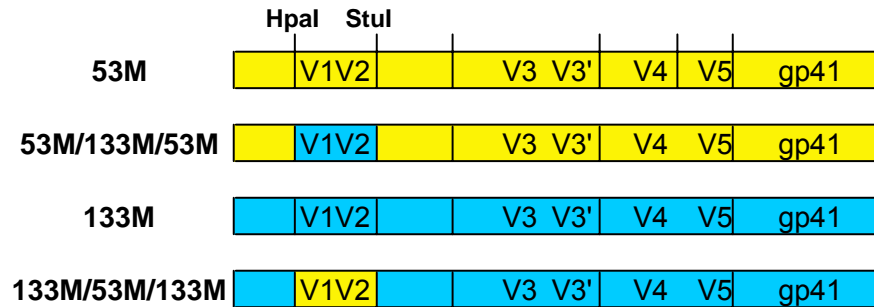 HpaI StuI
53M V1V2 V3 V3' V4 V5 gp41
53M/133M/53M V1V2 V3 V3' V4 V5 gp41
133M V1V2 V3 V3' V4 V5 gp41
133M/53M/133M V1V2 V3 V3' V4 V5 gp41